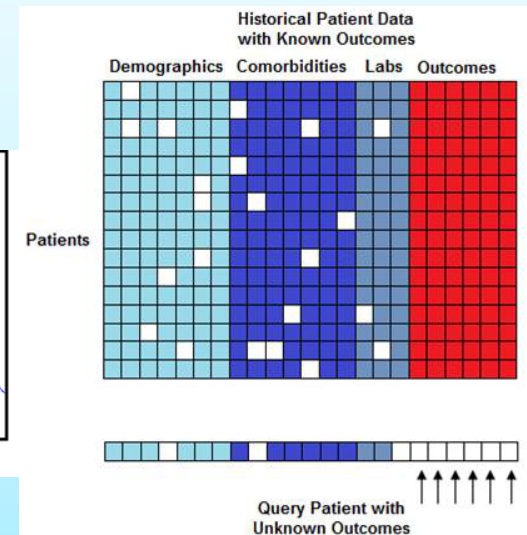 Historical Patient Data
with Known Outcomes
Demographics Comorbidities Labs Outcomes
Patients
Query Patient with
Unknown Outcomes